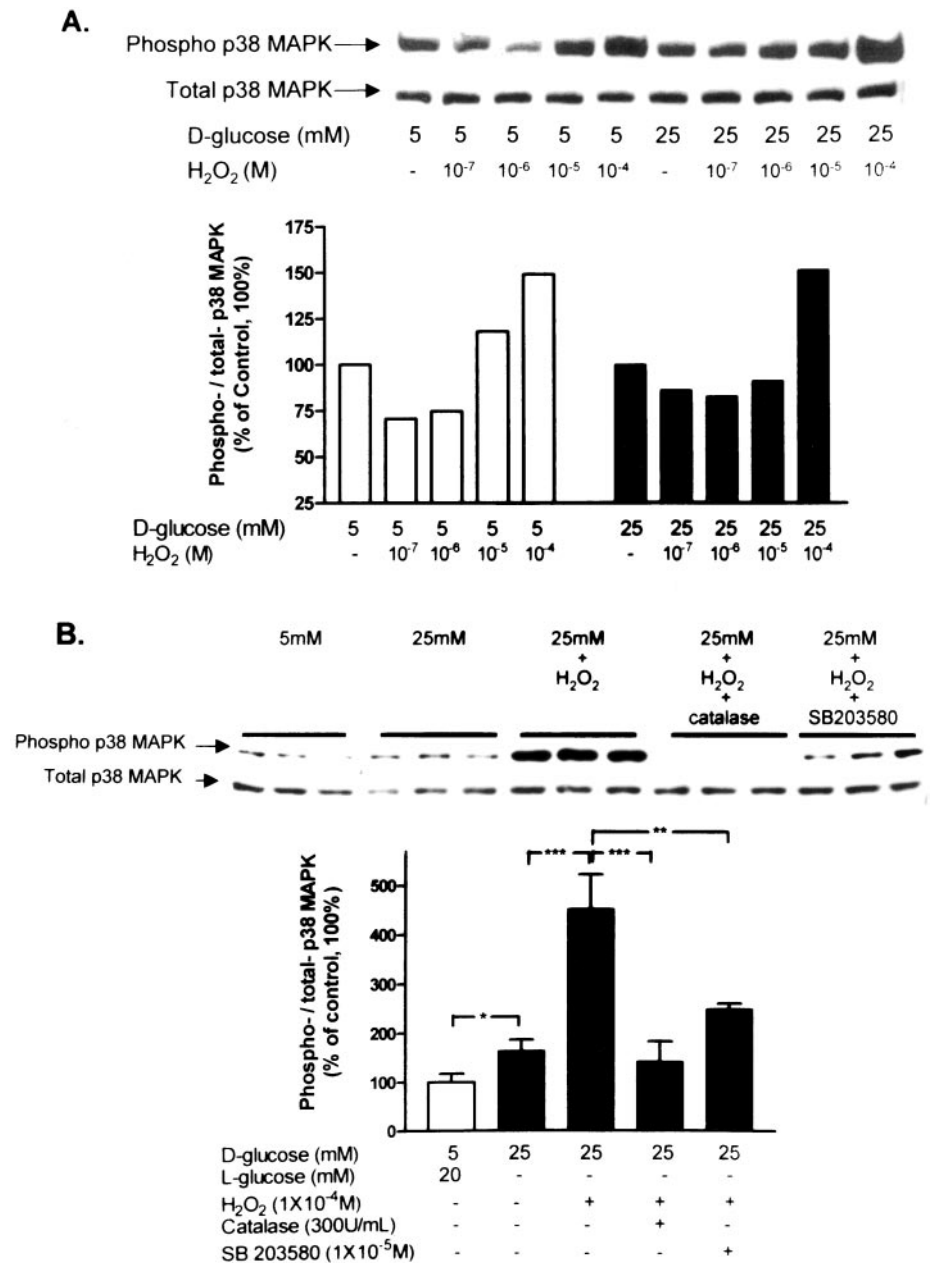 A.
Phospho p38 MAPK
Total p38 MAPK
D-glucose (mM) 5 5 5 5 5 25 25 25 25 25
H₂O₂ (M) - 10⁻⁷ 10⁻⁶ 10⁻⁵ 10⁻⁴ - 10⁻⁷ 10⁻⁶ 10⁻⁵ 10⁻⁴
Phospho- / total- p38 MAPK
(% of Control, 100%)
175
150
125
100
75
50
25
D-glucose (mM) 5 5 5 5 5 25 25 25 25 25
H₂O₂ (M) - 10⁻⁷ 10⁻⁶ 10⁻⁵ 10⁻⁴ - 10⁻⁷ 10⁻⁶ 10⁻⁵ 10⁻⁴
B.
5mM 25mM 25mM 25mM 25mM
+ + +
H₂O₂ H₂O₂ H₂O₂
+ +
catalase SB203580
Phospho p38 MAPK
Total p38 MAPK
Phospho- / total- p38 MAPK
(% of control, 100%)
500
400
300
200
100
0
* *** *** **
D-glucose (mM) 5 25 25 25 25
L-glucose (mM) 20 - - - -
H₂O₂ (1X10⁻⁴M) - - + + +
Catalase (300U/mL) - - - + -
SB 203580 (1X10⁻⁵M) - - - - +